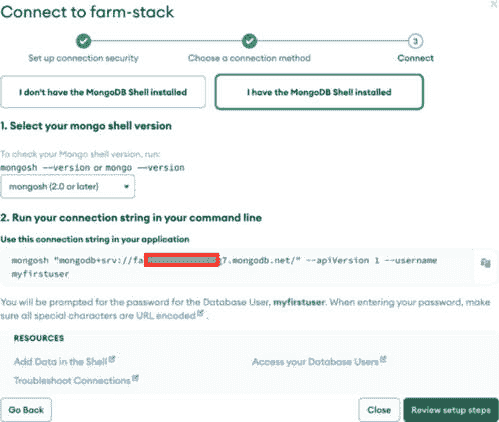 Connect to farm-stack
3
Set up connection security
Choose a connection method
Connect
I don't have the MongoDB Shell installed
I have the MongoDB Shell installed
1. Select your mongo shell version
To check your Mongo shell version, run:
mongosh --version or mongo --version
mongosh (2.0 or later)
2. Run your connection string in your command line
Use this connection string in your application
mongosh "mongodb+srv://fa 7.mongodb.net/" --apiVersion 1 --username
myfirstuser
You will be prompted for the password for the Database User, myfirstuser. When entering your password, make
sure all special characters are URL encoded .
RESOURCES
Add Data in the Shell
Access your Database Users
Troubleshoot Connections
Go Back
Close
Review setup steps